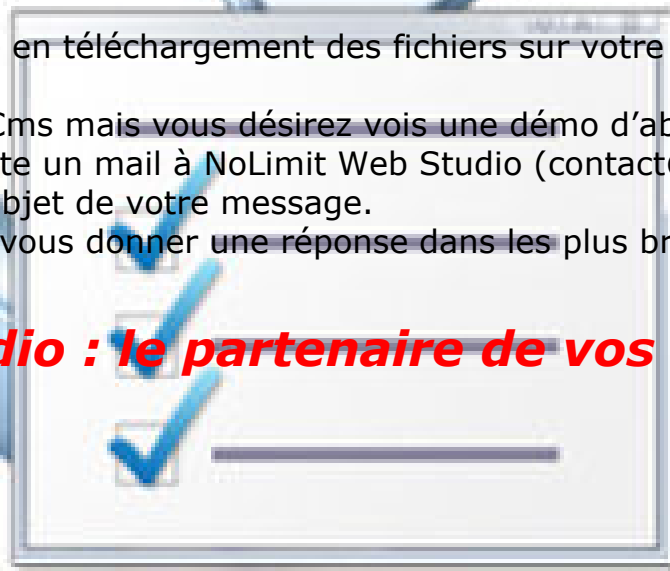 en téléchargement des fichiers sur votre
Cms mais vous désirez vois une démo d'ab
te un mail à NoLimit Web Studio (contact
bjet de votre message.
vous donner une réponse dans les plus br
dio : le partenaire de vos